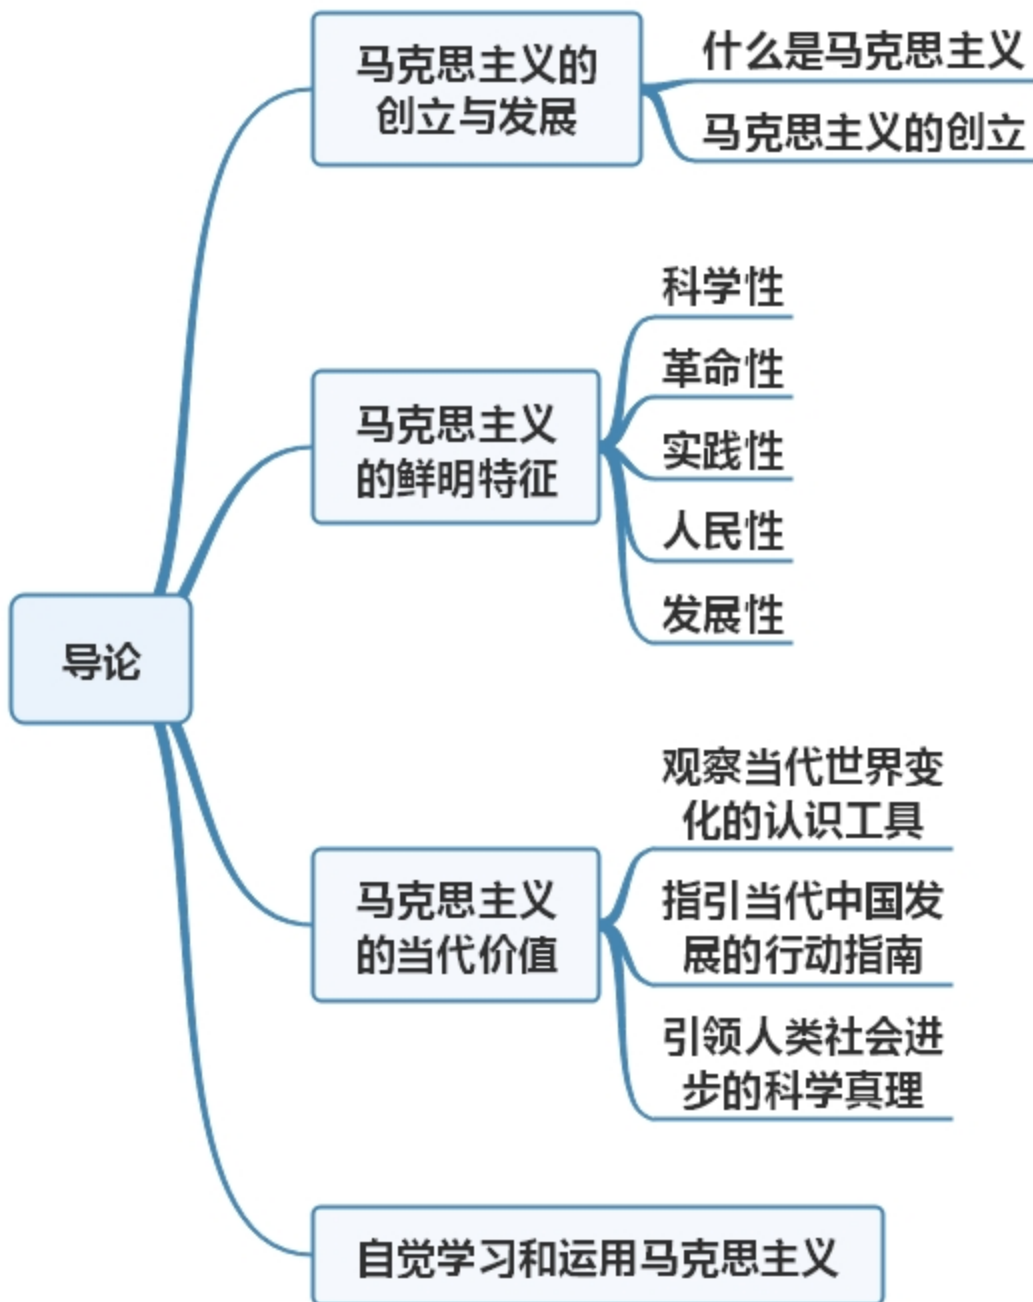 马克思主义的
创立与发展
什么是马克思主义
马克思主义的创立
马克思主义
的鲜明特征
科学性
革命性
实践性
人民性
发展性
导论
马克思主义
的当代价值
观察当代世界变
化的认识工具
指引当代中国发
展的行动指南
引领人类社会进
步的科学真理
自觉学习和运用马克思主义